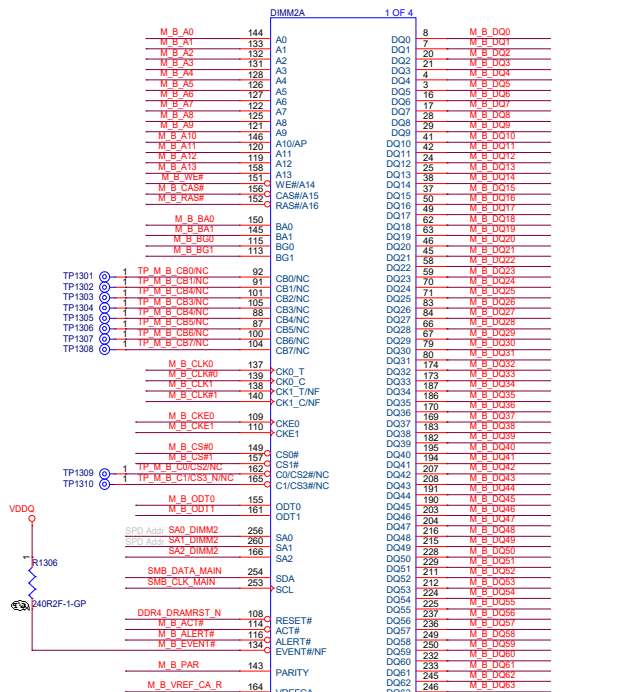 DIMM2A 1 OF 4
M_B_A0 144 A0 DQ0 8 M_B_DQ0
M_B_A1 133 A1 DQ1 7 M_B_DQ1
M_B_A2 132 A2 DQ2 20 M_B_DQ2
M_B_A3 131 A3 DQ3 21 M_B_DQ3
M_B_A4 128 A4 DQ4 4 M_B_DQ4
M_B_A5 126 A5 DQ5 3 M_B_DQ5
M_B_A6 127 A6 DQ6 16 M_B_DQ6
M_B_A7 122 A7 DQ7 17 M_B_DQ7
M_B_A8 125 A8 DQ8 28 M_B_DQ8
M_B_A9 121 A9 DQ9 29 M_B_DQ9
M_B_A10 146 A10/AP DQ10 41 M_B_DQ10
M_B_A11 120 A11 DQ11 42 M_B_DQ11
M_B_A12 119 A12 DQ12 24 M_B_DQ12
M_B_A13 158 A13 DQ13 25 M_B_DQ13
M_B_WE# 151 WE#/A14 DQ14 38 M_B_DQ14
M_B_CAS# 156 CAS#/A15 DQ15 37 M_B_DQ15
M_B_RAS# 152 RAS#/A16 DQ16 50 M_B_DQ16
DQ17 49 M_B_DQ17
M_B_BA0 150 BA0 DQ18 62 M_B_DQ18
M_B_BA1 145 BA1 DQ19 63 M_B_DQ19
M_B_BG0 115 BG0 DQ20 46 M_B_DQ20
M_B_BG1 113 BG1 DQ21 45 M_B_DQ21
DQ22 58 M_B_DQ22
TP1301 1 TP_M_B_CB0/NC 92 CB0/NC DQ23 59 M_B_DQ23
TP1302 1 TP_M_B_CB1/NC 91 CB1/NC DQ24 70 M_B_DQ24
TP1303 1 TP_M_B_CB4/NC 101 CB2/NC DQ25 71 M_B_DQ25
TP1304 1 TP_M_B_CB3/NC 105 CB3/NC DQ26 83 M_B_DQ26
TP1305 1 TP_M_B_CB4/NC 88 CB4/NC DQ27 84 M_B_DQ27
TP1306 1 TP_M_B_CB5/NC 87 CB5/NC DQ28 66 M_B_DQ28
TP1307 1 TP_M_B_CB6/NC 100 CB6/NC DQ29 67 M_B_DQ29
TP1308 1 TP_M_B_CB7/NC 104 CB7/NC DQ30 79 M_B_DQ30
DQ31 80 M_B_DQ31
M_B_CLK0 137 CK0_T DQ32 174 M_B_DQ32
M_B_CLK#0 139 CK0_C DQ33 173 M_B_DQ33
M_B_CLK1 138 CK1_T/NF DQ34 187 M_B_DQ34
M_B_CLK#1 140 CK1_C/NF DQ35 186 M_B_DQ35
DQ36 170 M_B_DQ36
M_B_CKE0 109 CKE0 DQ37 169 M_B_DQ37
M_B_CKE1 110 CKE1 DQ38 183 M_B_DQ38
DQ39 182 M_B_DQ39
M_B_CS#0 149 CS0# DQ40 195 M_B_DQ40
M_B_CS#1 157 CS1# DQ41 194 M_B_DQ41
TP1309 1 TP_M_B_C0/CS2/NC 162 C0/CS2#/NC DQ42 207 M_B_DQ42
TP1310 1 TP_M_B_C1/CS3_N/NC 165 C1/CS3#/NC DQ43 208 M_B_DQ43
DQ44 191 M_B_DQ44
M_B_ODT0 155 ODT0 DQ45 190 M_B_DQ45
M_B_ODT1 161 ODT1 DQ46 203 M_B_DQ46
VDDQ
DQ47 204 M_B_DQ47
SPD Addr SA0_DIMM2 256 SA0 DQ48 216 M_B_DQ48
SPD Addr SA1_DIMM2 260 SA1 DQ49 215 M_B_DQ49
SA2_DIMM2 166 SA2 DQ50 228 M_B_DQ50
1 R1306
DQ51 229 M_B_DQ51
SMB_DATA_MAIN 254 SDA DQ52 211 M_B_DQ52
SMB_CLK_MAIN 253 SCL DQ53 212 M_B_DQ53
DQ54 224 M_B_DQ54
240R2F-1-GP
DQ55 225 M_B_DQ55
DDR4_DRAMRST_N 108 RESET# DQ56 237 M_B_DQ56
M_B_ACT# 114 ACT# DQ57 236 M_B_DQ57
M_B_ALERT# 116 ALERT# DQ58 249 M_B_DQ58
M_B_EVENT# 134 EVENT#/NF DQ59 250 M_B_DQ59
DQ60 232 M_B_DQ60
M_B_PAR 143 PARITY DQ61 233 M_B_DQ61
DQ62 245 M_B_DQ62
M_B_VREF_CA_R 164 VREFCA DQ63 246 M_B_DQ63